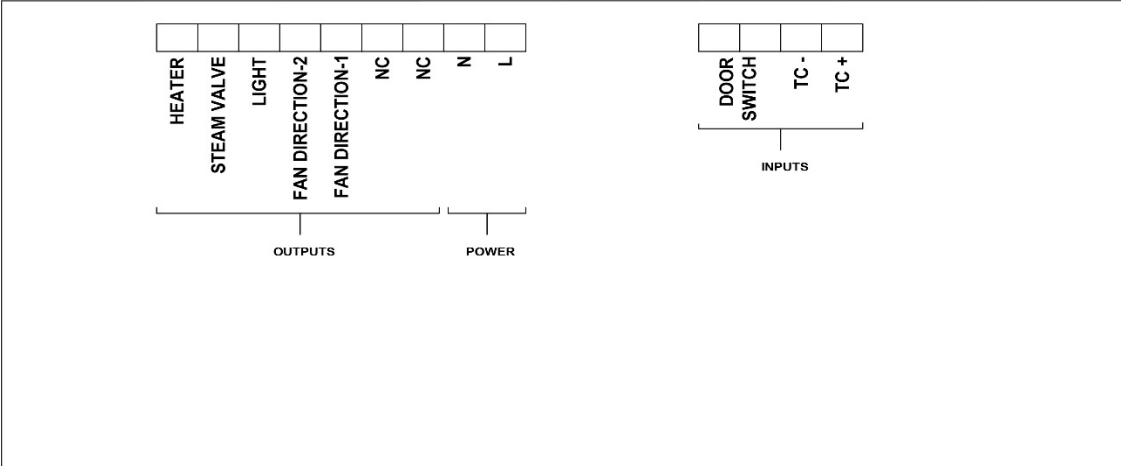 HEATER
STEAM VALVE
LIGHT
FAN DIRECTION-2
FAN DIRECTION-1
NC
NC
N
L
OUTPUTS
POWER
DOOR
SWITCH
TC -
TC +
INPUTS